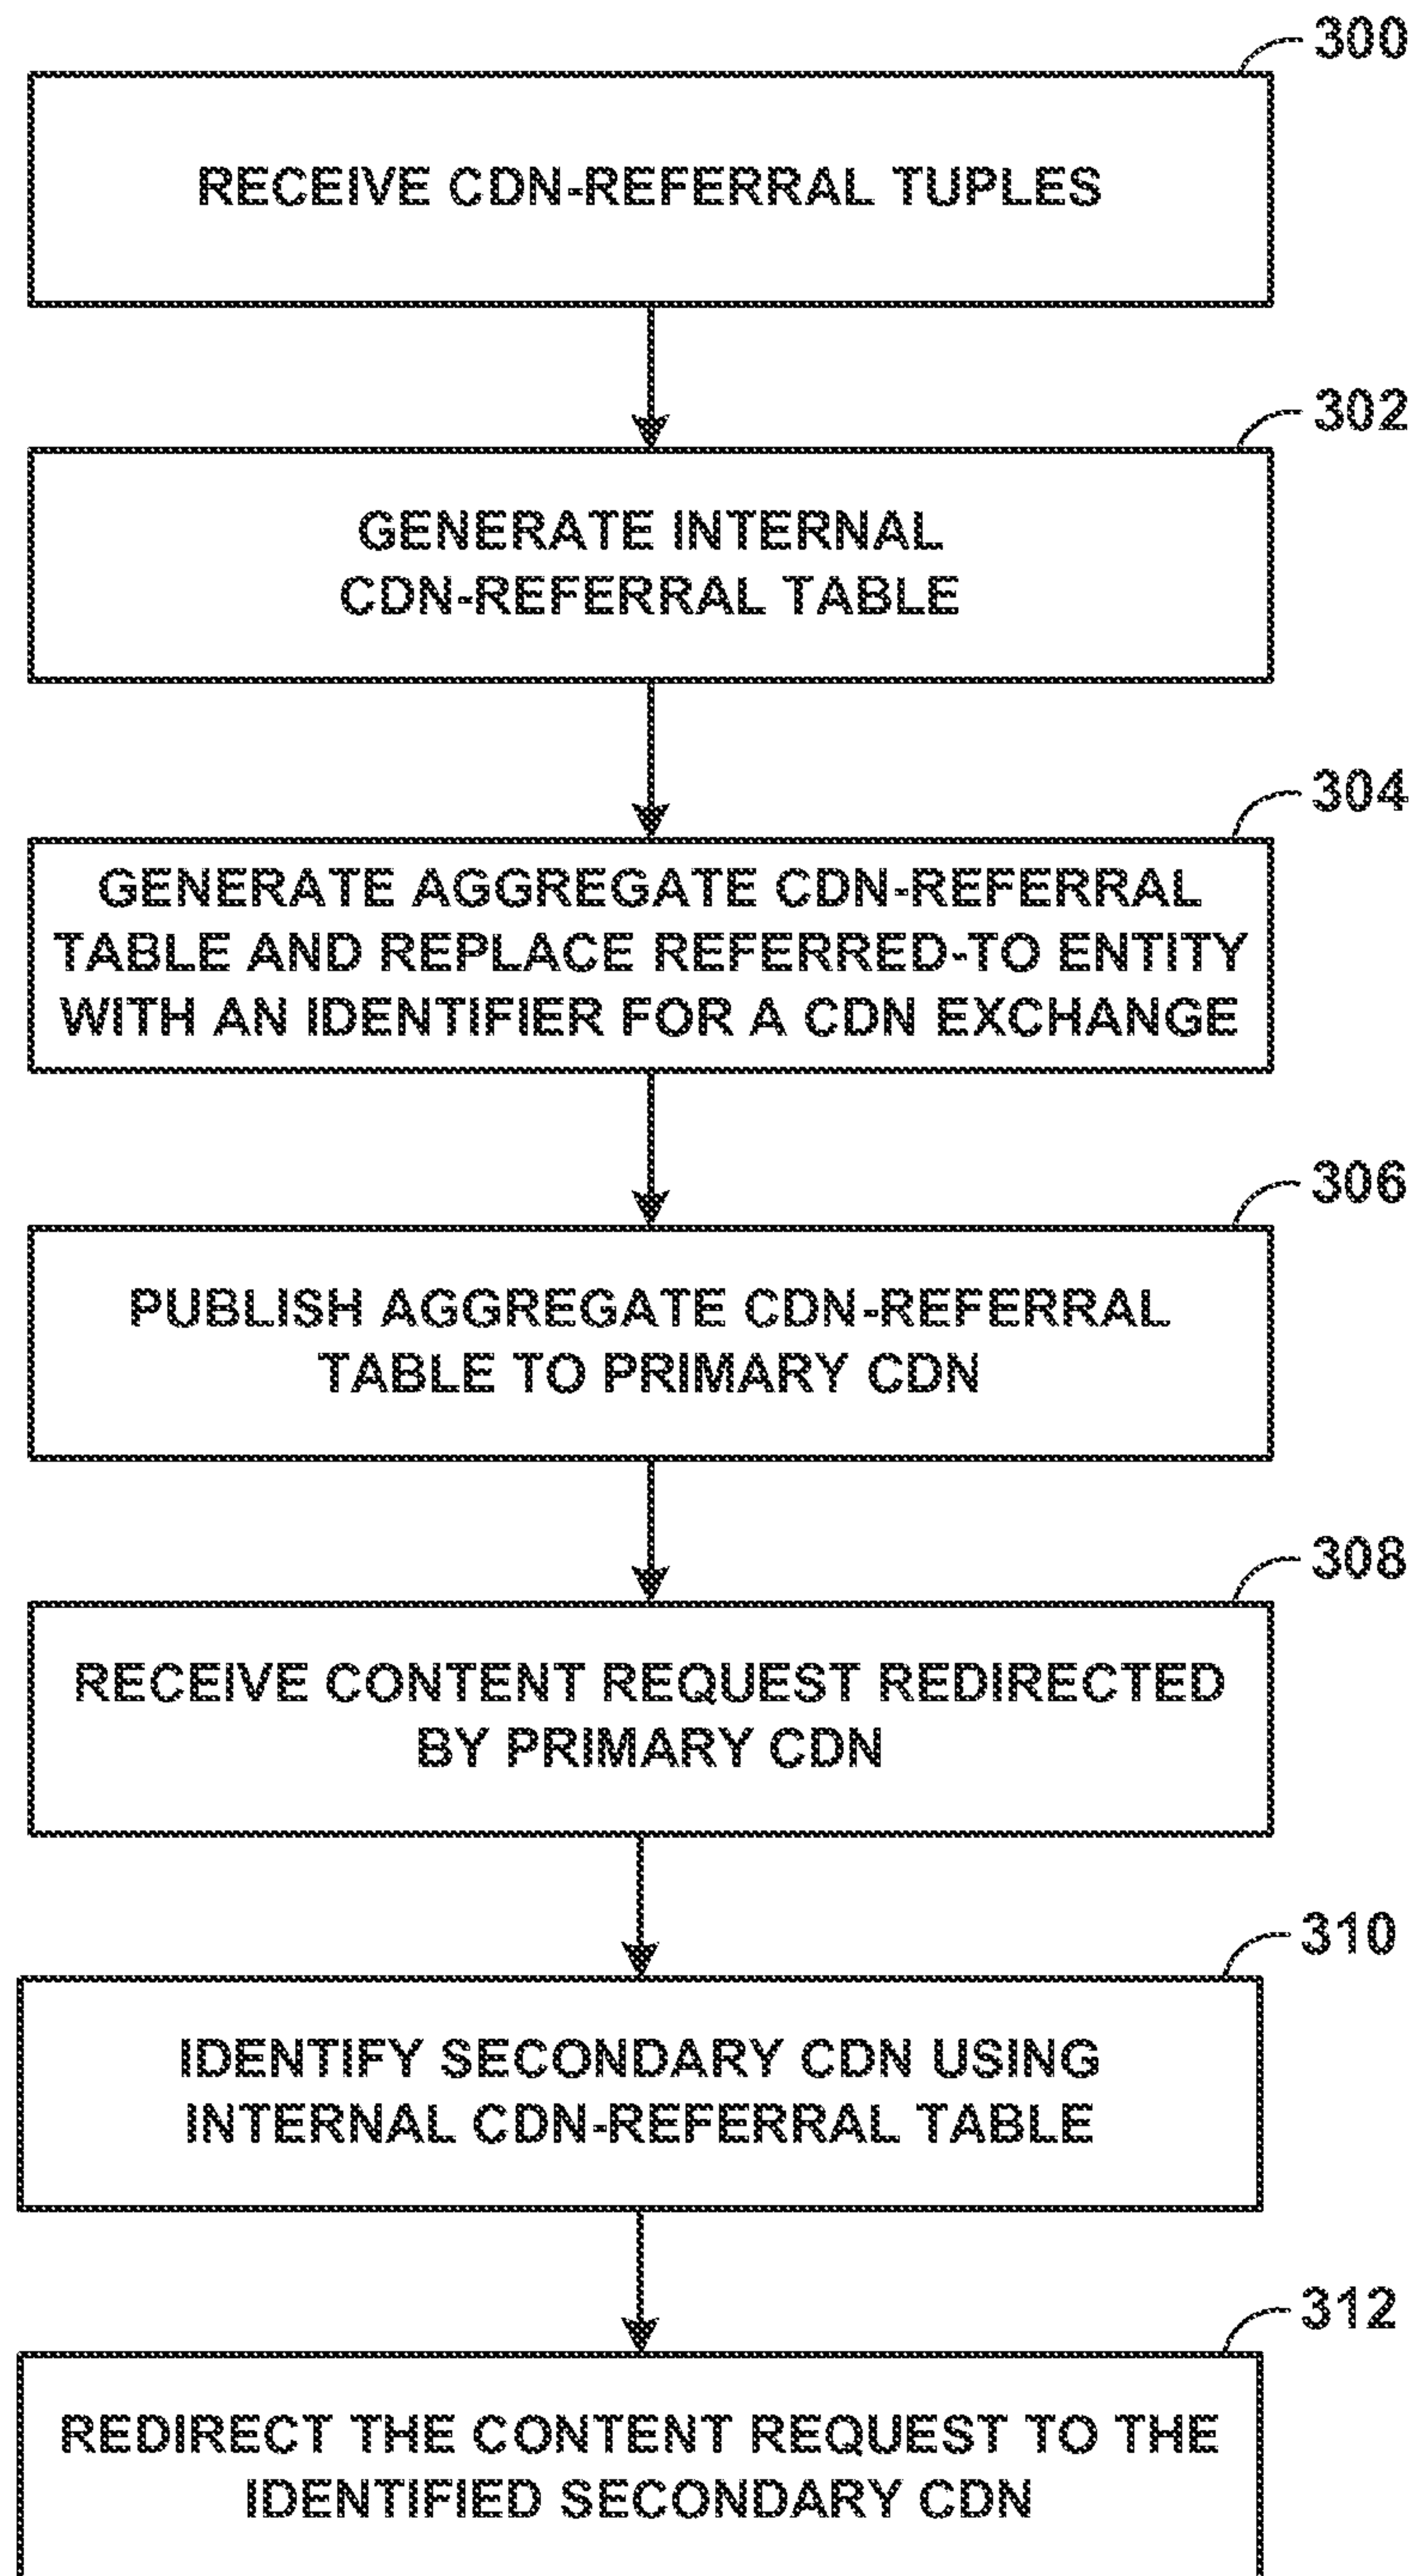 300
RECEIVE CDN-REFERRAL TUPLES
302
GENERATE INTERNAL
CDN-REFERRAL TABLE
304
GENERATE AGGREGATE CDN-REFERRAL
TABLE AND REPLACE REFERRED-TO ENTITY
WITH AN IDENTIFIER FOR A CDN EXCHANGE
306
PUBLISH AGGREGATE CDN-REFERRAL
TABLE TO PRIMARY CDN
308
RECEIVE CONTENT REQUEST REDIRECTED
BY PRIMARY CDN
310
IDENTIFY SECONDARY CDN USING
INTERNAL CDN-REFERRAL TABLE
312
REDIRECT THE CONTENT REQUEST TO THE
IDENTIFIED SECONDARY CDN